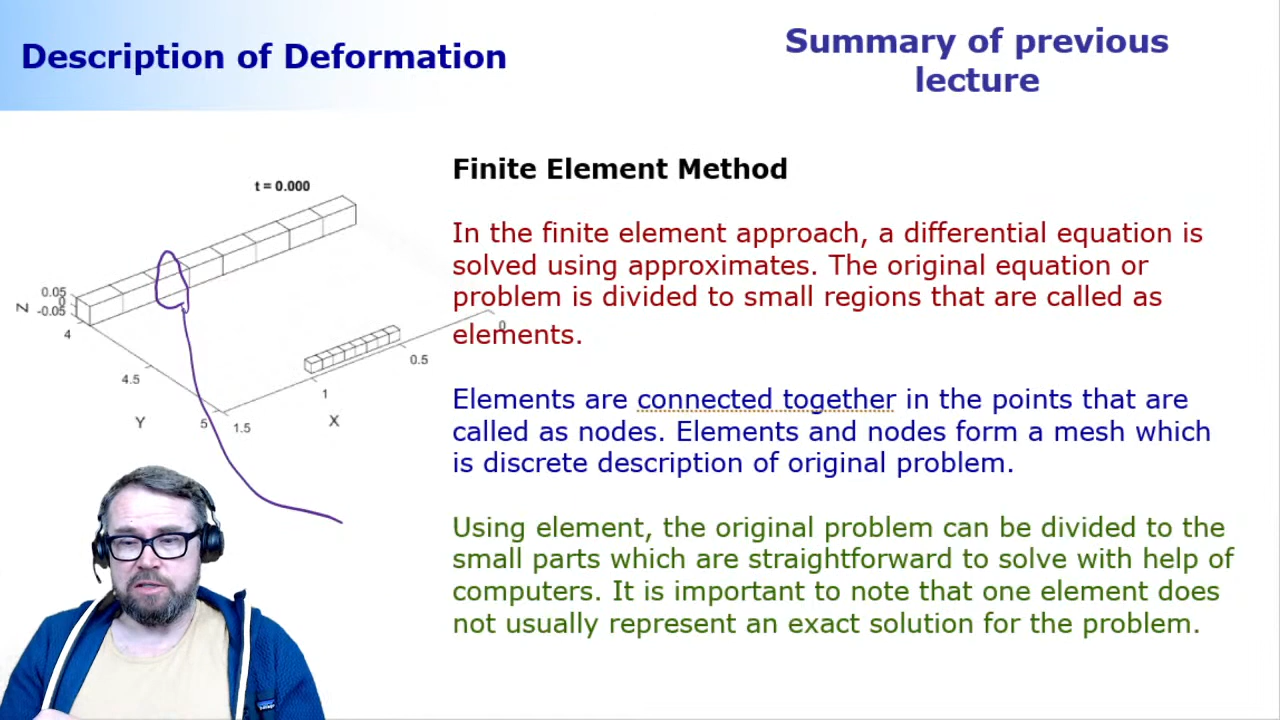 Description of Deformation
Summary of previous
lecture
t = 0.000
0.05
0
-0.05
Z
4
4.5
5
Y
1.5
1
0.5
0
X
Finite Element Method
In the finite element approach, a differential equation is
solved using approximates. The original equation or
problem is divided to small regions that are called as
elements.
Elements are connected together in the points that are
called as nodes. Elements and nodes form a mesh which
is discrete description of original problem.
Using element, the original problem can be divided to the
small parts which are straightforward to solve with help of
computers. It is important to note that one element does
not usually represent an exact solution for the problem.